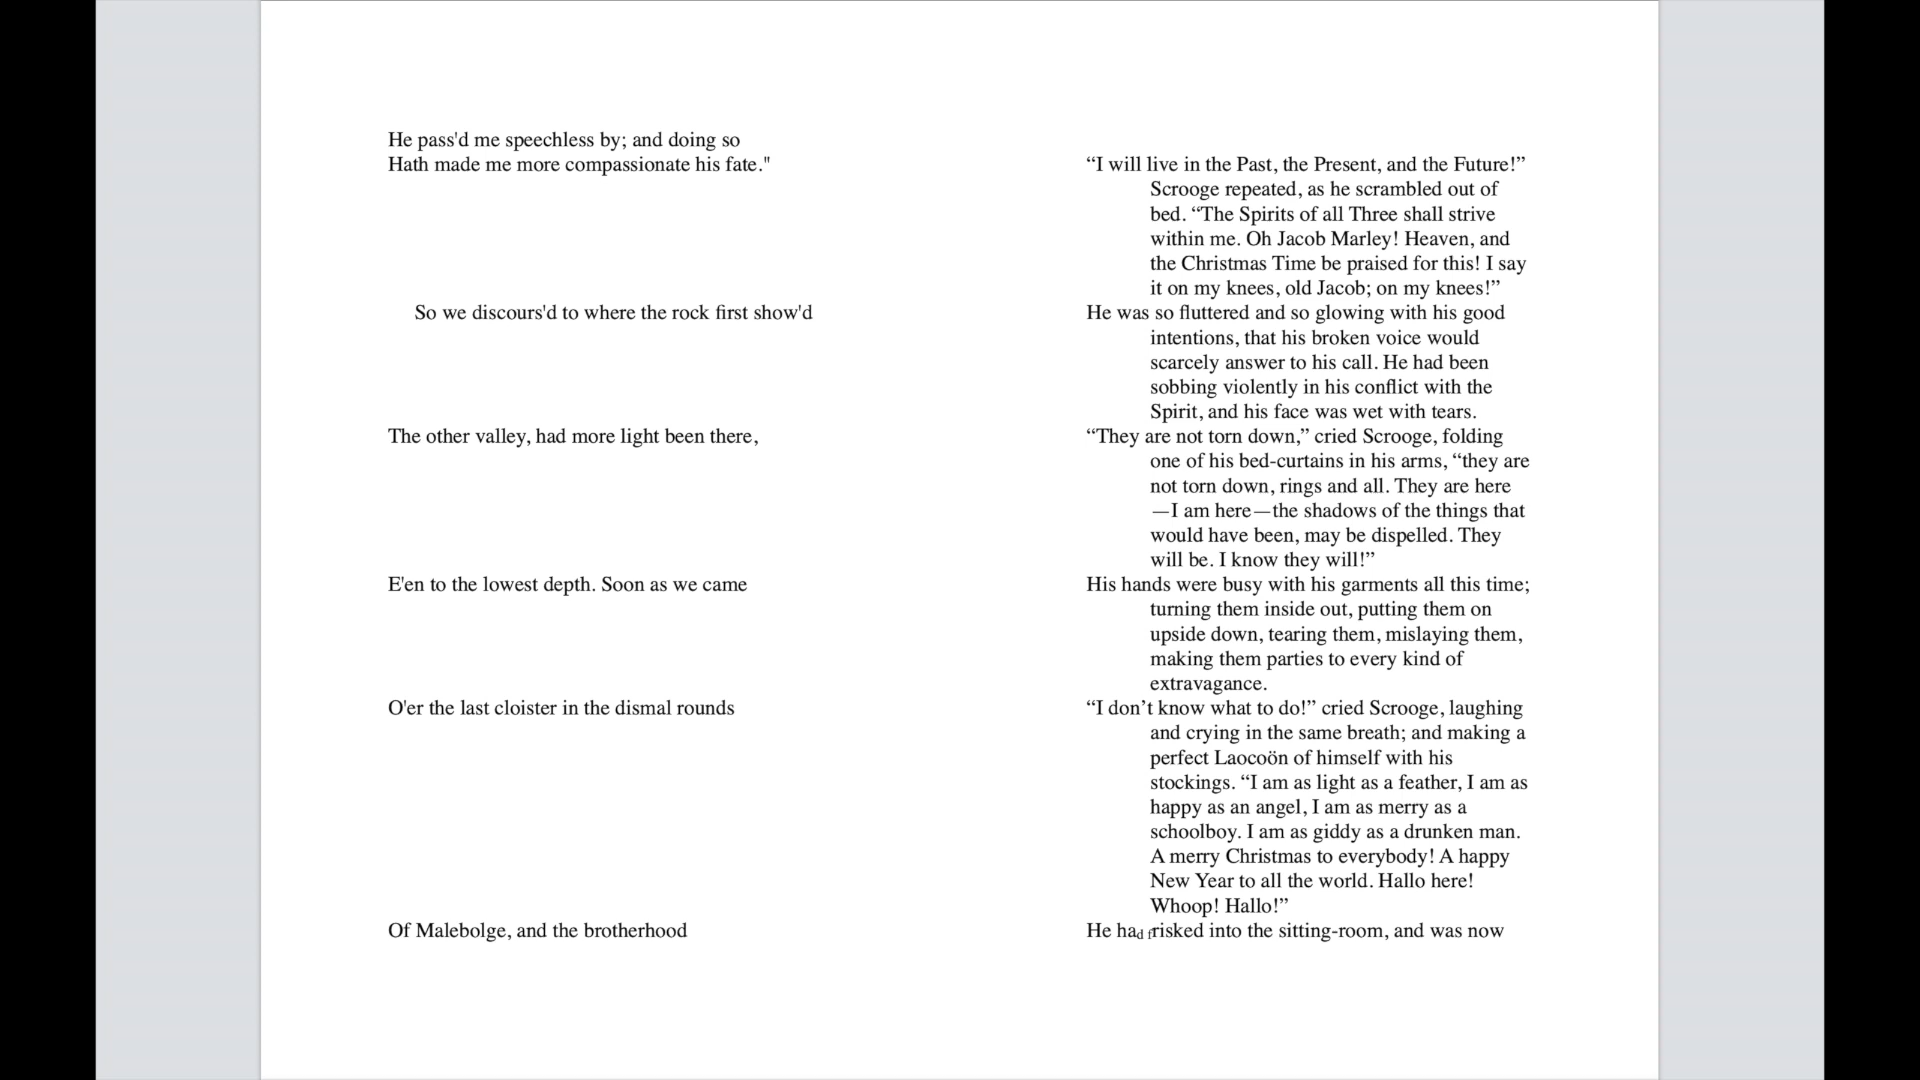 He pass'd me speechless by; and doing so
Hath made me more compassionate his fate."
So we discours'd to where the rock first show'd
The other valley, had more light been there,
E'en to the lowest depth. Soon as we came
O'er the last cloister in the dismal rounds
Of Malebolge, and the brotherhood
“I will live in the Past, the Present, and the Future!”
Scrooge repeated, as he scrambled out of
bed. “The Spirits of all Three shall strive
within me. Oh Jacob Marley! Heaven, and
the Christmas Time be praised for this! I say
it on my knees, old Jacob; on my knees!”
He was so fluttered and so glowing with his good
intentions, that his broken voice would
scarcely answer to his call. He had been
sobbing violently in his conflict with the
Spirit, and his face was wet with tears.
“They are not torn down,” cried Scrooge, folding
one of his bed-curtains in his arms, “they are
not torn down, rings and all. They are here
—I am here—the shadows of the things that
would have been, may be dispelled. They
will be. I know they will!”
His hands were busy with his garments all this time;
turning them inside out, putting them on
upside down, tearing them, mislaying them,
making them parties to every kind of
extravagance.
“I don’t know what to do!” cried Scrooge, laughing
and crying in the same breath; and making a
perfect Laocoön of himself with his
stockings. “I am as light as a feather, I am as
happy as an angel, I am as merry as a
schoolboy. I am as giddy as a drunken man.
A merry Christmas to everybody! A happy
New Year to all the world. Hallo here!
Whoop! Hallo!”
He had frisked into the sitting-room, and was now